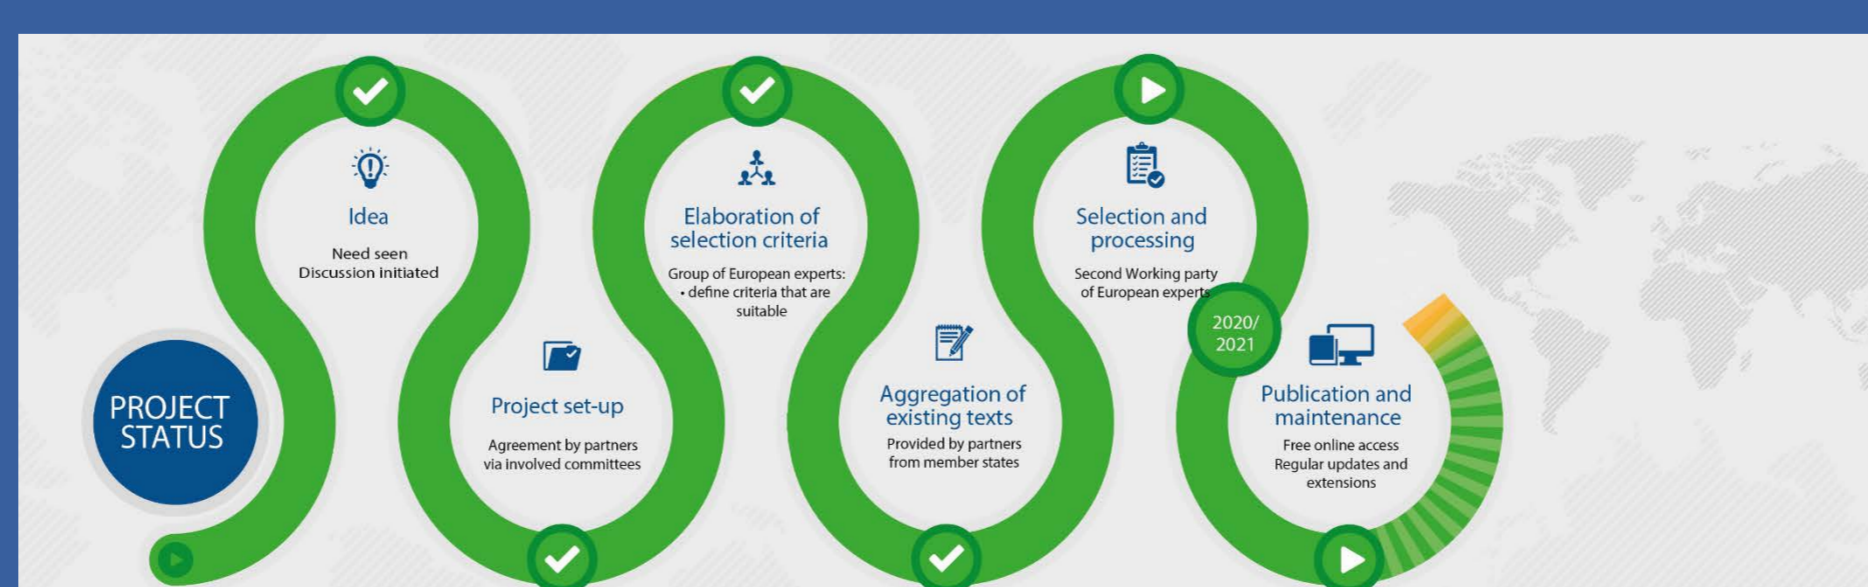 PROJECT
STATUS
Idea
Need seen
Discussion initiated
Project set-up
Agreement by partners
via involved committees
Elaboration of
selection criteria
Group of European experts:
• define criteria that are
suitable
Aggregation of
existing texts
Provided by partners
from member states
Selection and
processing
Second Working party
of European experts
2020/
2021
Publication and
maintenance
Free online access
Regular updates and
extensions